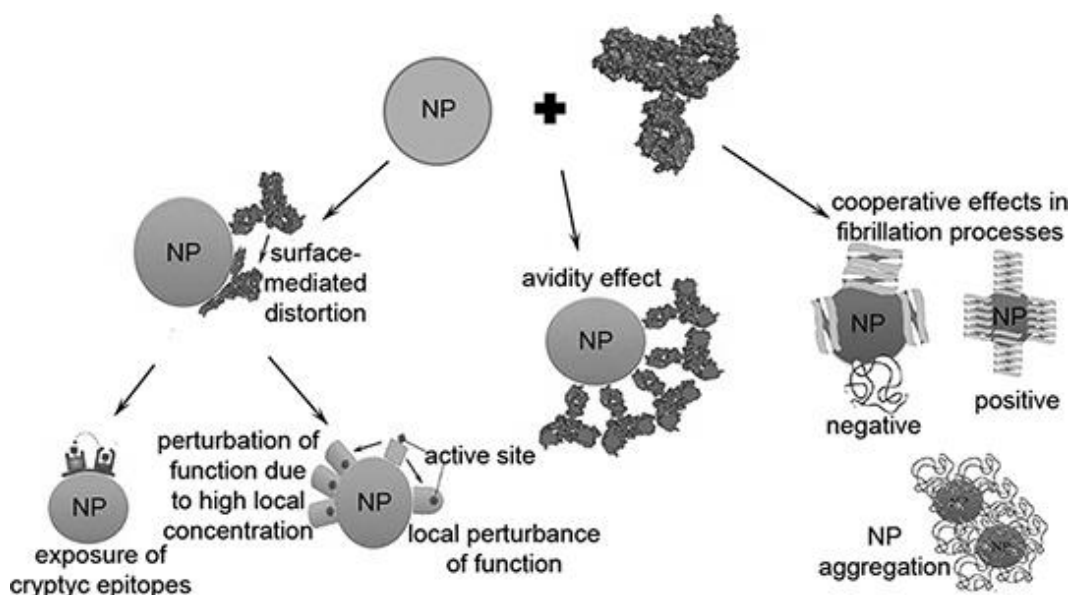 NP
NP
surface-
mediated
distortion
avidity effect
NP
cooperative effects in
fibrillation processes
NP
negative
NP
positive
NP
exposure of
cryptyc epitopes
perturbation of
function due
to high local
concentration
active site
NP
local perturbance
of function
NP
aggregation
NP
NP